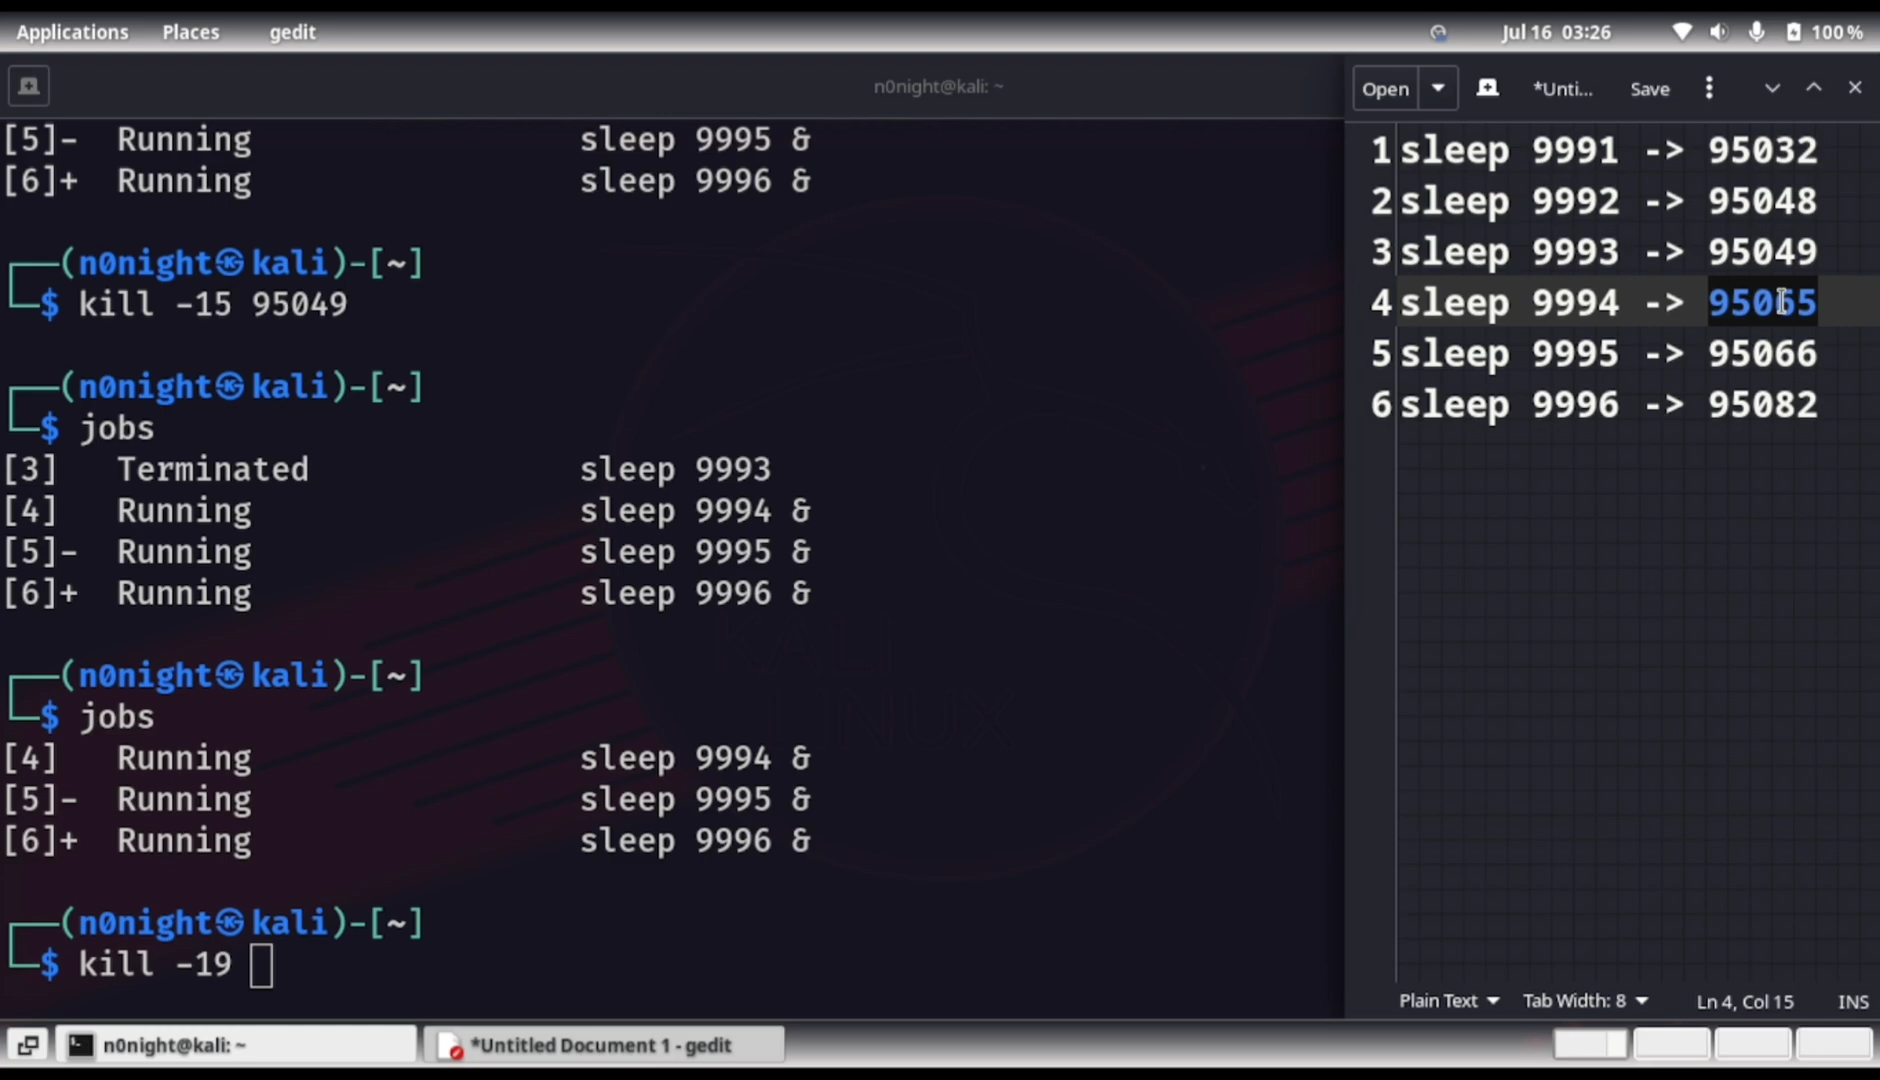 Applications Places gedit Jul 16 03:26 100 %
n0night@kali: ~
[5]- Running sleep 9995 &
[6]+ Running sleep 9996 &
┌──(n0night㉿kali)-[~]
└─$ kill -15 95049
┌──(n0night㉿kali)-[~]
└─$ jobs
[3] Terminated sleep 9993
[4] Running sleep 9994 &
[5]- Running sleep 9995 &
[6]+ Running sleep 9996 &
┌──(n0night㉿kali)-[~]
└─$ jobs
[4] Running sleep 9994 &
[5]- Running sleep 9995 &
[6]+ Running sleep 9996 &
┌──(n0night㉿kali)-[~]
└─$ kill -19
KALI
LINUX
Open *Unti... Save
1 sleep 9991 -> 95032
2 sleep 9992 -> 95048
3 sleep 9993 -> 95049
4 sleep 9994 -> 95065
5 sleep 9995 -> 95066
6 sleep 9996 -> 95082
Plain Text Tab Width: 8 Ln 4, Col 15 INS
n0night@kali: ~ *Untitled Document 1 - gedit